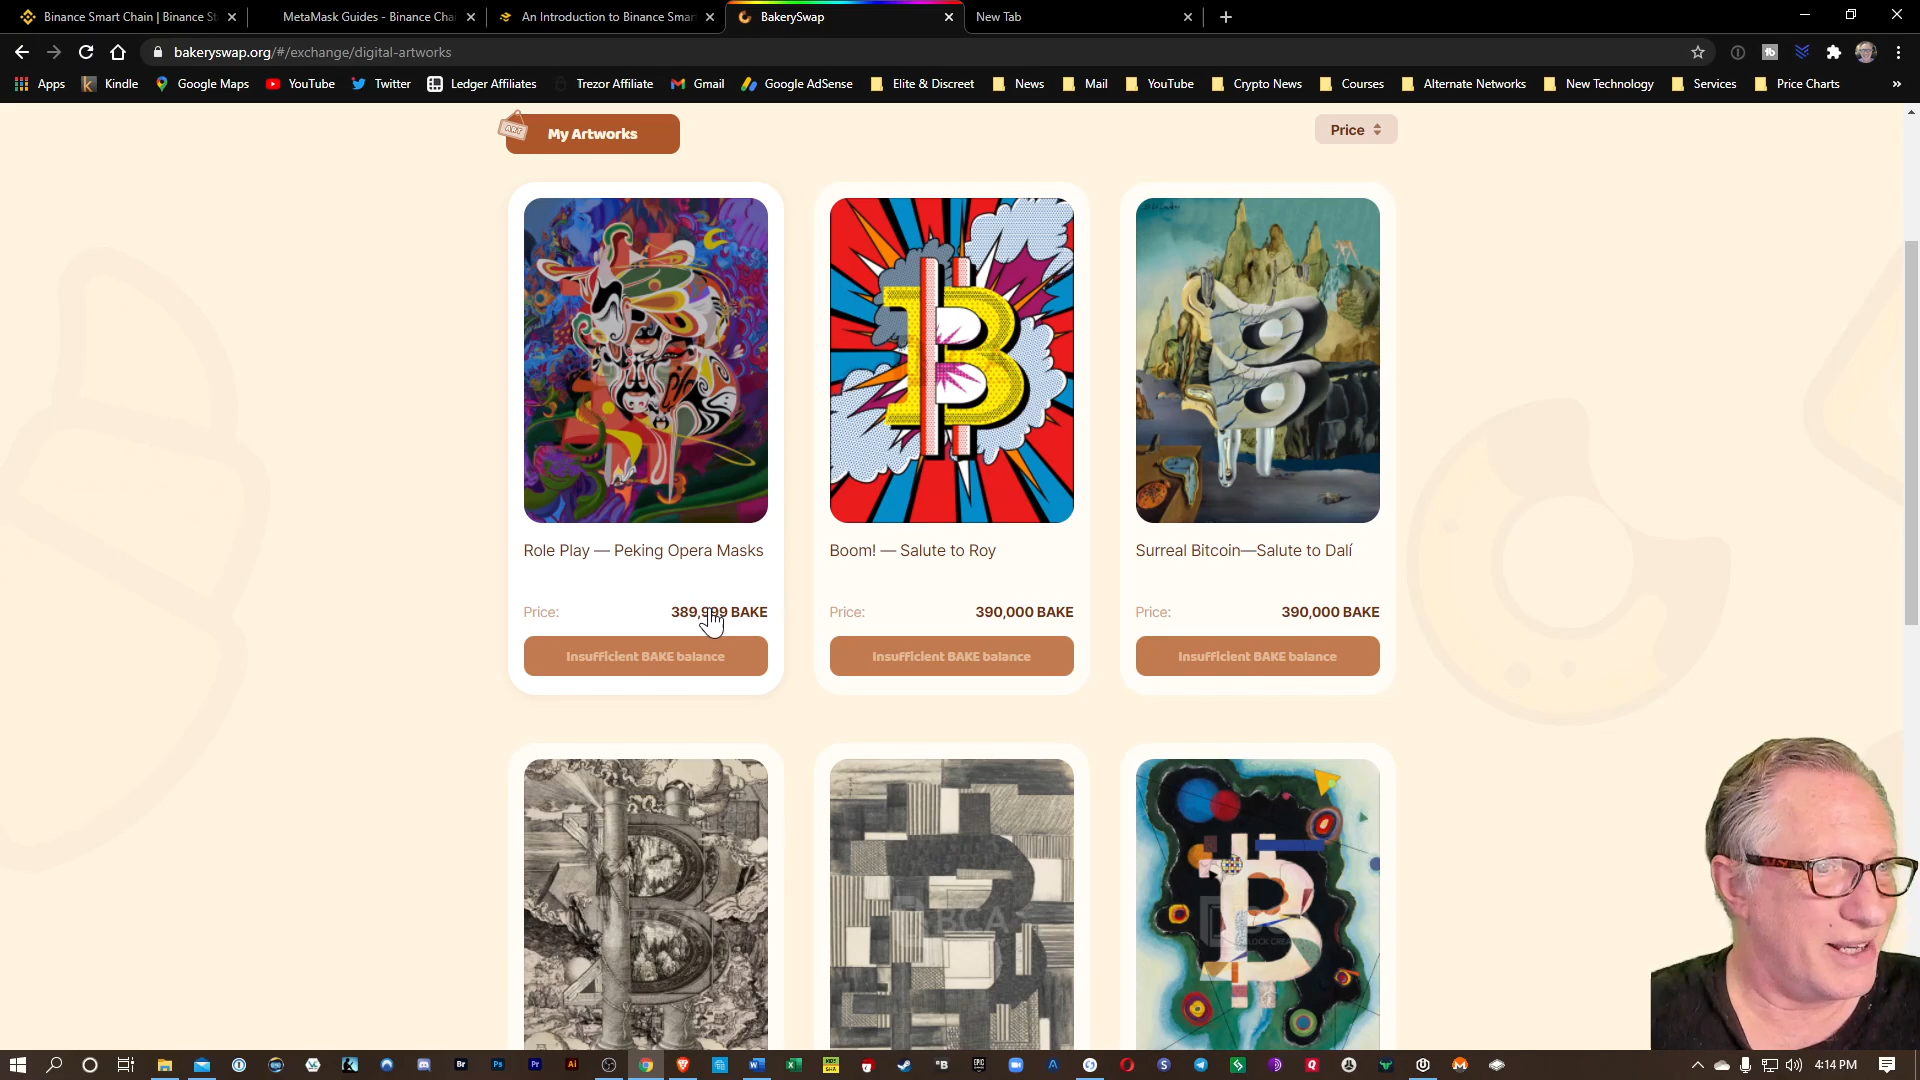 Binance Smart Chain | Binance St
MetaMask Guides - Binance Chai
An Introduction to Binance Smar
BakerySwap
New Tab
bakeryswap.org/#/exchange/digital-artworks
Apps
Kindle
Google Maps
YouTube
Twitter
Ledger Affiliates
Trezor Affiliate
Gmail
Google AdSense
Elite & Discreet
News
Mail
YouTube
Crypto News
Courses
Alternate Networks
New Technology
Services
Price Charts
My Artworks
Price
Role Play — Peking Opera Masks
Price:
389,999 BAKE
Insufficient BAKE balance
Boom! — Salute to Roy
Price:
390,000 BAKE
Insufficient BAKE balance
Surreal Bitcoin—Salute to Dalí
Price:
390,000 BAKE
Insufficient BAKE balance
BCA
BCA
4:14 PM